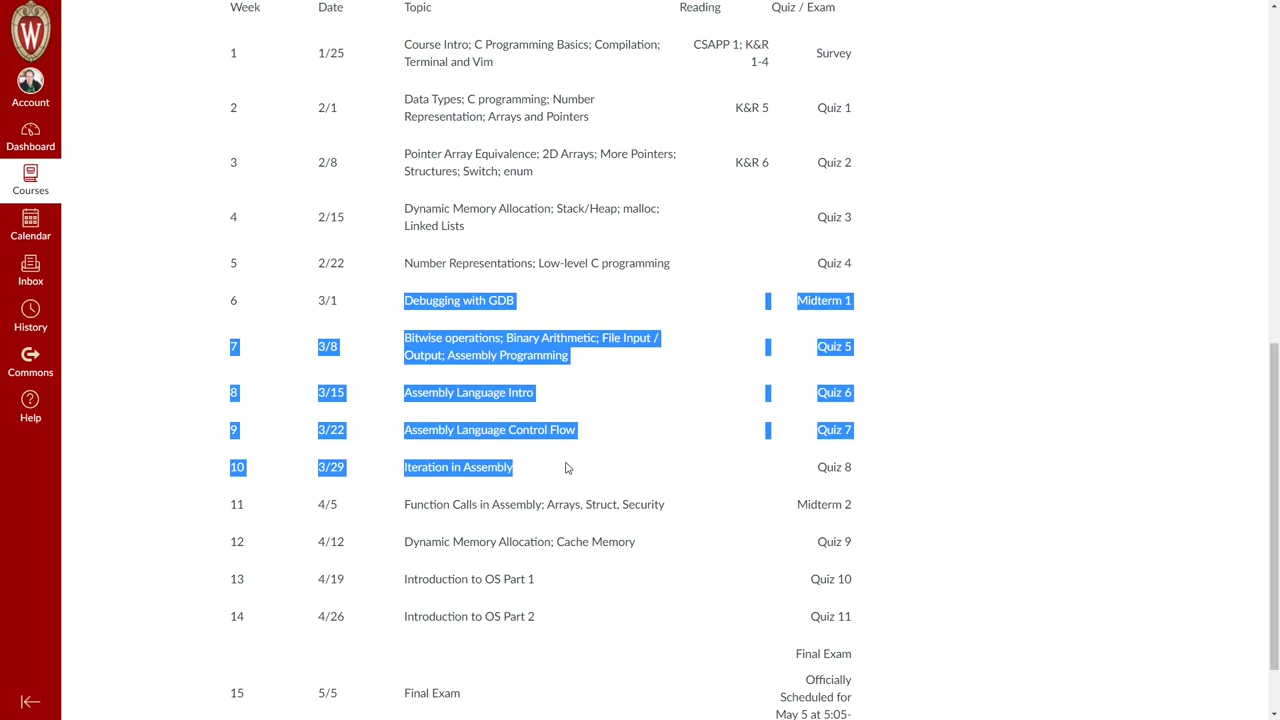 Account
Dashboard
Courses
Calendar
Inbox
History
Commons
Help
Week Date Topic Reading Quiz / Exam
1 1/25 Course Intro; C Programming Basics; Compilation; Terminal and Vim CSAPP 1; K&R 1-4 Survey
2 2/1 Data Types; C programming; Number Representation; Arrays and Pointers K&R 5 Quiz 1
3 2/8 Pointer Array Equivalence; 2D Arrays; More Pointers; Structures; Switch; enum K&R 6 Quiz 2
4 2/15 Dynamic Memory Allocation; Stack/Heap; malloc; Linked Lists Quiz 3
5 2/22 Number Representations; Low-level C programming Quiz 4
6 3/1 Debugging with GDB Midterm 1
7 3/8 Bitwise operations; Binary Arithmetic; File Input / Output; Assembly Programming Quiz 5
8 3/15 Assembly Language Intro Quiz 6
9 3/22 Assembly Language Control Flow Quiz 7
10 3/29 Iteration in Assembly Quiz 8
11 4/5 Function Calls in Assembly; Arrays, Struct, Security Midterm 2
12 4/12 Dynamic Memory Allocation; Cache Memory Quiz 9
13 4/19 Introduction to OS Part 1 Quiz 10
14 4/26 Introduction to OS Part 2 Quiz 11
15 5/5 Final Exam Final Exam
Officially
Scheduled for
May 5 at 5:05-